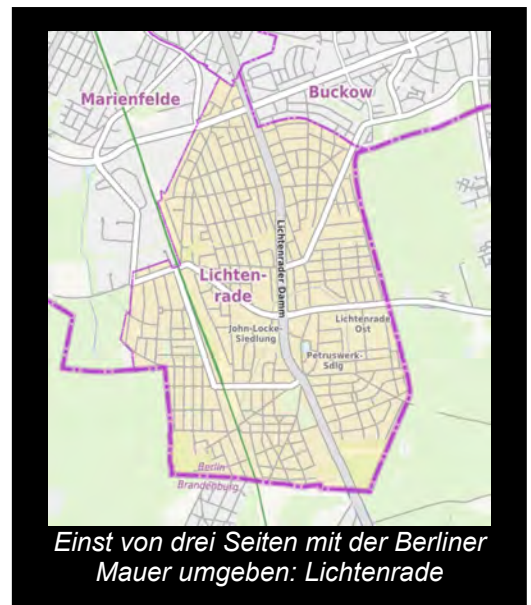 Marienfelde
Buckow
Lichtenrader Damm
Lichten-
rade
John-Locke-
Siedlung
Lichtenrade
Ost
Petruswerk-
Sdlg
Berlin
Brandenburg
Einst von drei Seiten mit der Berliner
Mauer umgeben: Lichtenrade